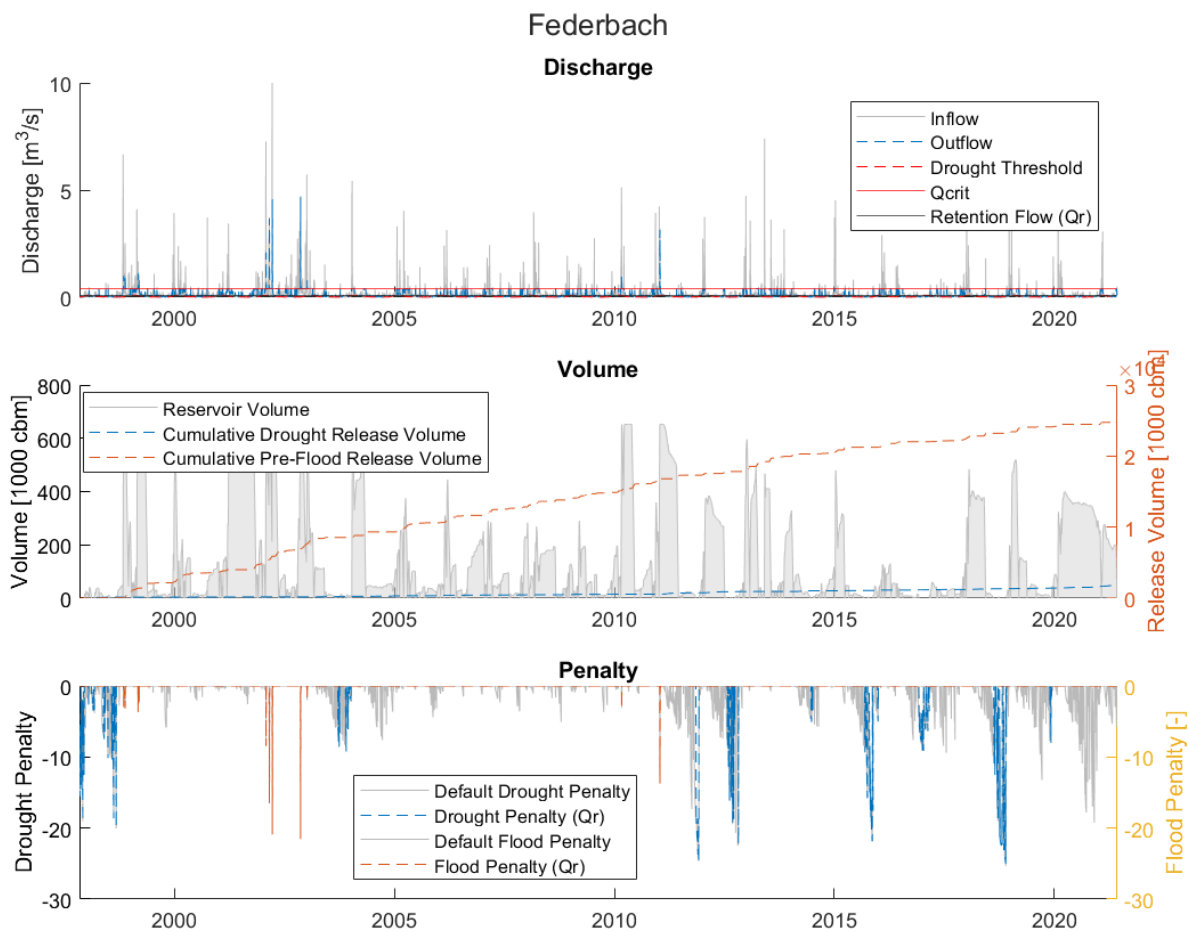 Federbach
Discharge
Discharge [m³/s]
10
5
0
Inflow
Outflow
Drought Threshold
Qcrit
Retention Flow (Qr)
2000 2005 2010 2015 2020
Volume
Volume [1000 cbm]
800
600
400
200
0
Reservoir Volume
Cumulative Drought Release Volume
Cumulative Pre-Flood Release Volume
×10⁴
3
2
1
0
Release Volume [1000 cbm]
2000 2005 2010 2015 2020
Penalty
Drought Penalty
0
-10
-20
-30
Default Drought Penalty
Drought Penalty (Qr)
Default Flood Penalty
Flood Penalty (Qr)
0
-10
-20
-30
Flood Penalty [-]
2000 2005 2010 2015 2020